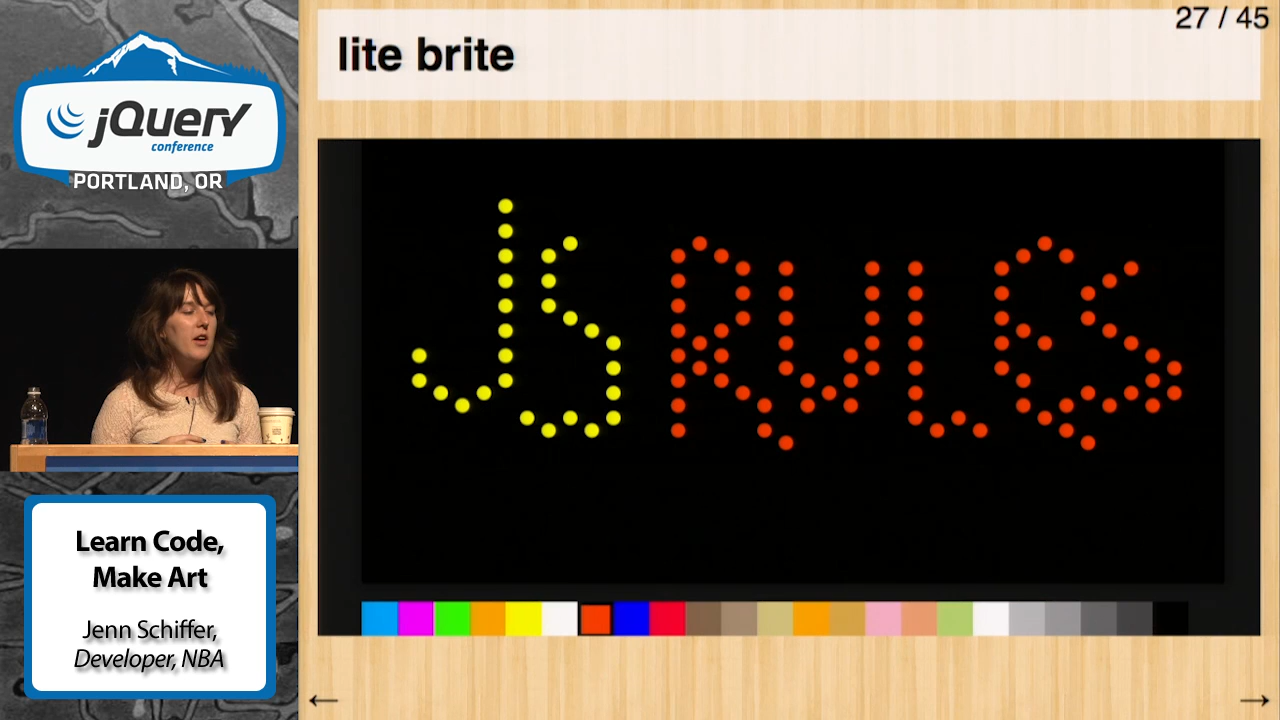 jQuery
conference
PORTLAND, OR
Learn Code,
Make Art
Jenn Schiffer,
Developer, NBA
27 / 45
lite brite
Js RULES
← →